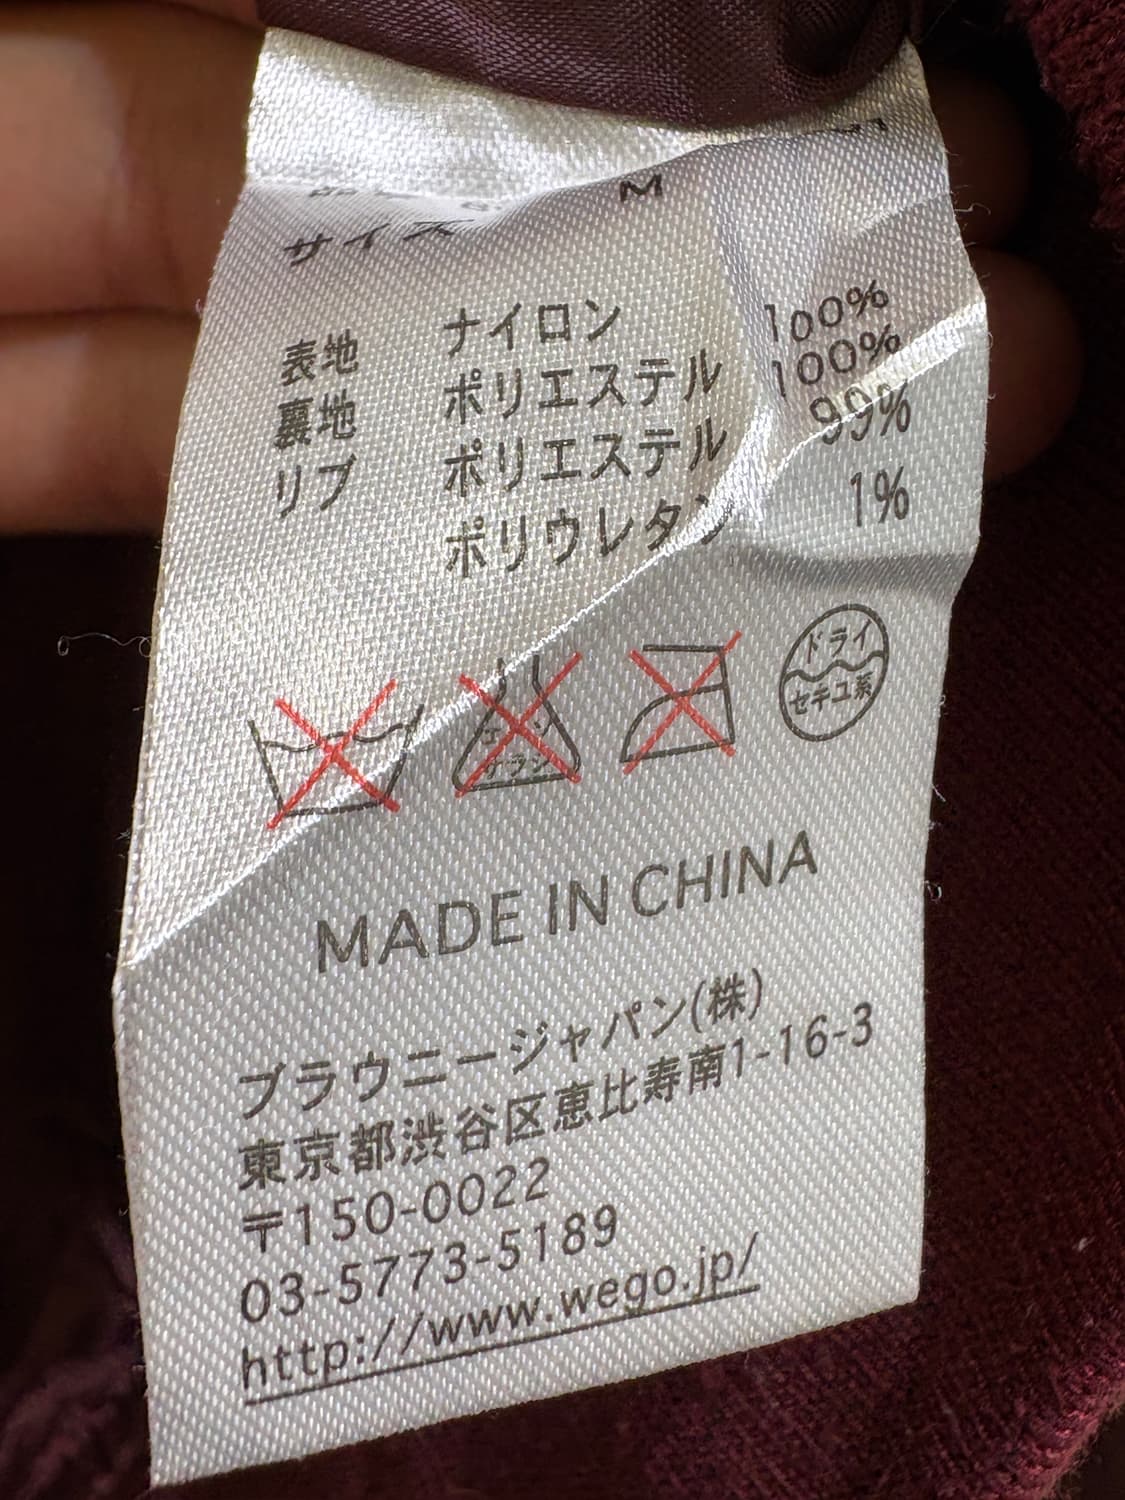 サイズ M
表地 ナイロン 100%
裏地 ポリエステル 100%
リブ ポリエステル 99%
ポリウレタン 1%
ドライ
セキユ系
MADE IN CHINA
ブラウニージャパン(株)
東京都渋谷区恵比寿南1-16-3
〒150-0022
03-5773-5189
http://www.wego.jp/